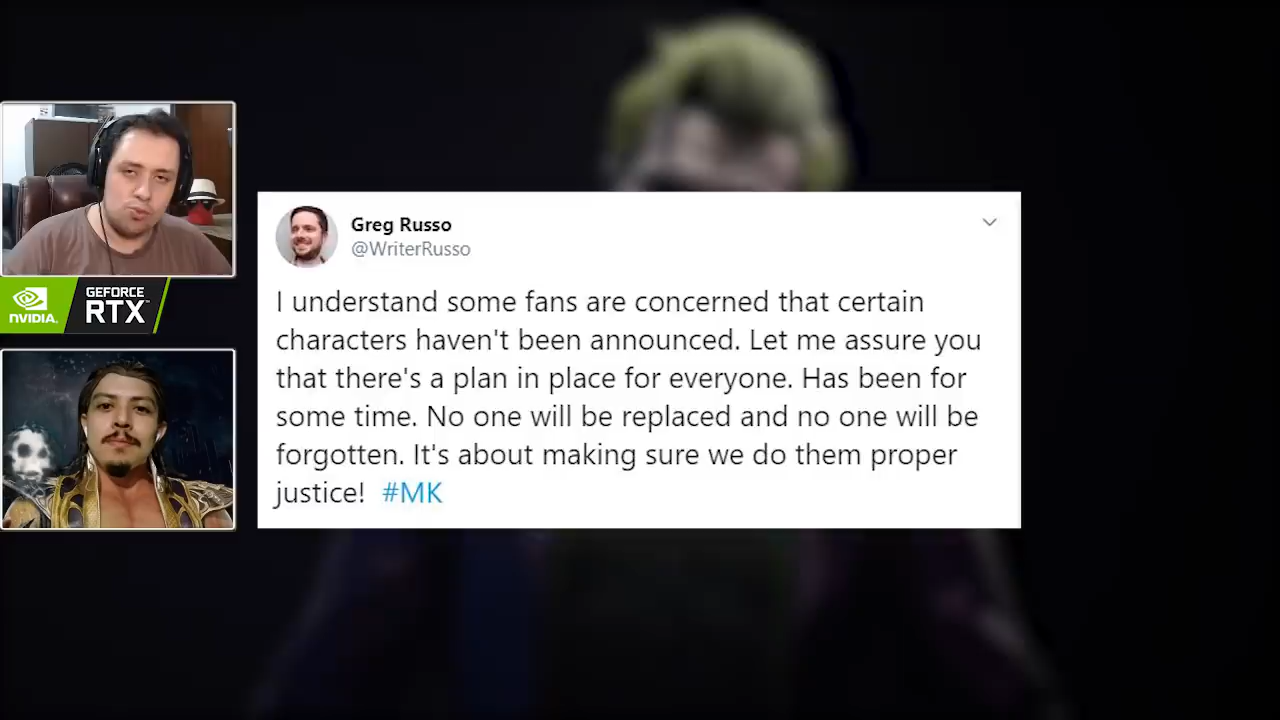 Greg Russo
@WriterRusso
I understand some fans are concerned that certain
characters haven't been announced. Let me assure you
that there's a plan in place for everyone. Has been for
some time. No one will be replaced and no one will be
forgotten. It's about making sure we do them proper
justice! #MK
NVIDIA.
GEFORCE
RTX™